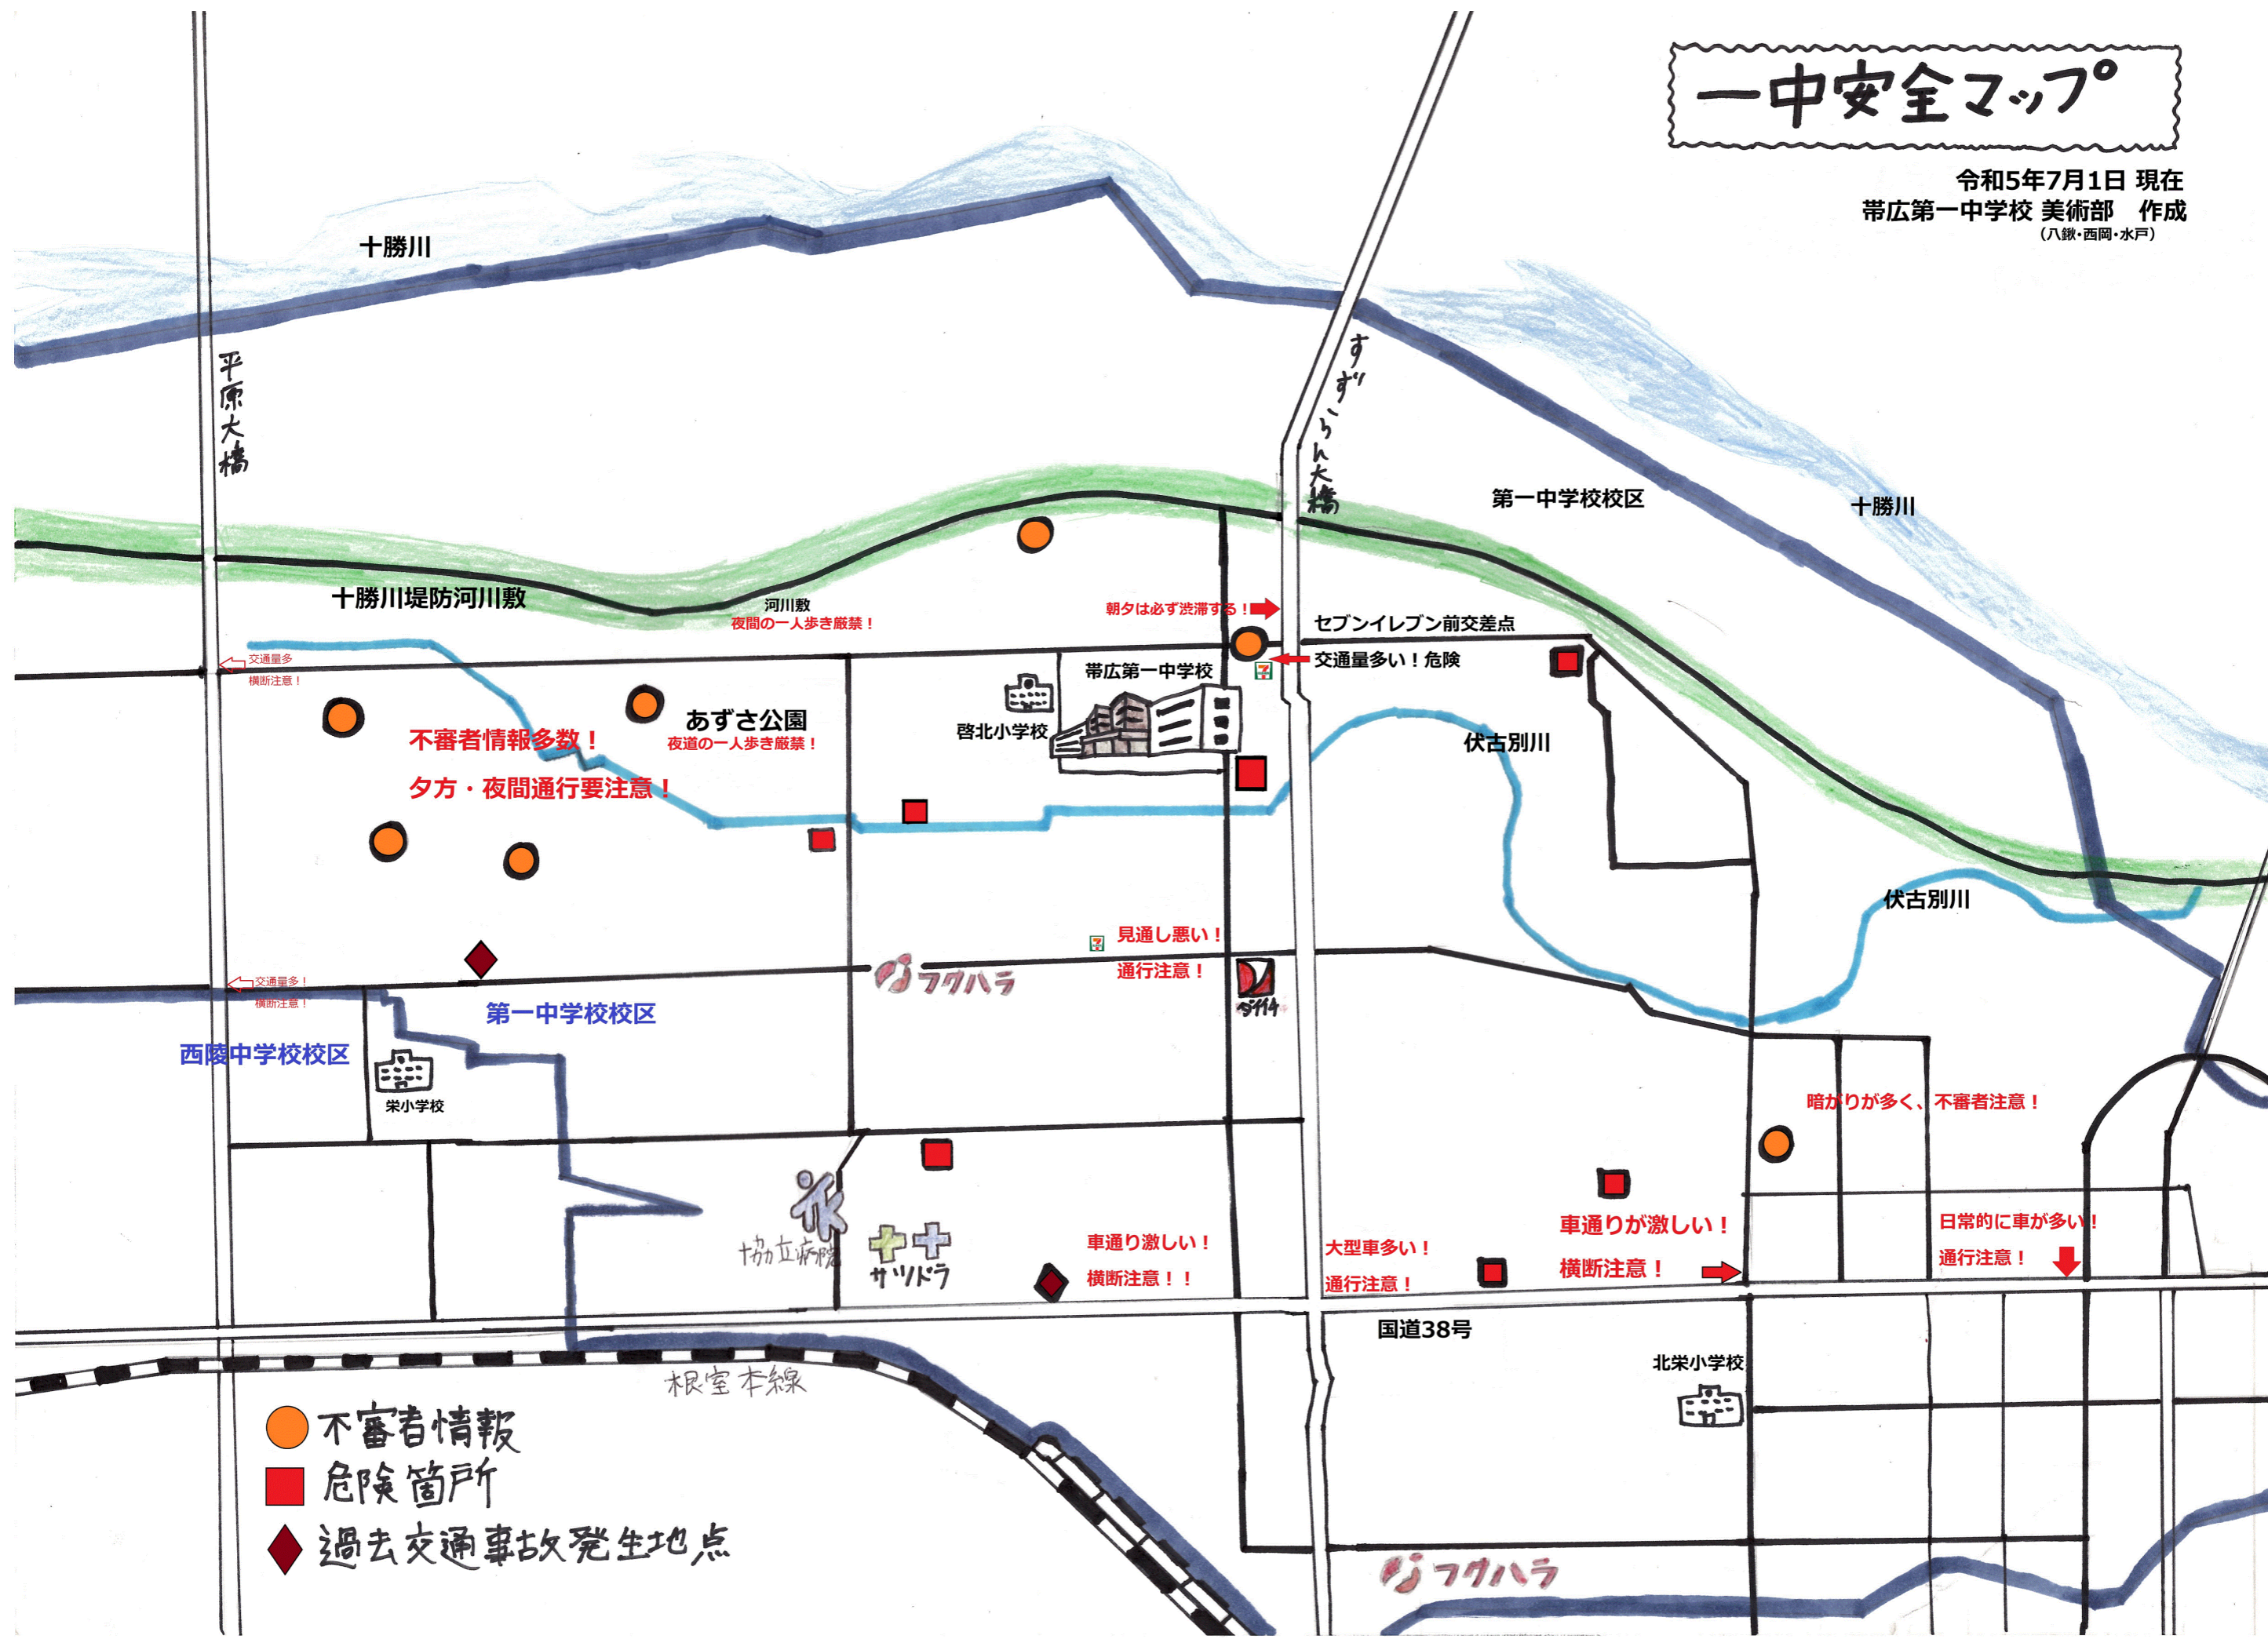 一中安全マップ
令和5年7月1日 現在
帯広第一中学校 美術部　作成
（八鍬・西岡・水戸）
十勝川
平原大橋
すずらん大橋
第一中学校校区
十勝川
十勝川堤防河川敷
河川敷
夜間の一人歩き厳禁！
朝夕は必ず渋滞する！
セブンイレブン前交差点
交通量多い！危険
交通量多
横断注意！
帯広第一中学校
啓北小学校
あずさ公園
夜道の一人歩き厳禁！
不審者情報多数！
夕方・夜間通行要注意！
伏古別川
伏古別川
見通し悪い！
通行注意！
フクハラ
ダイイチ
交通量多！
横断注意！
第一中学校校区
西陵中学校校区
栄小学校
暗がりが多く、不審者注意！
協立病院
サツドラ
車通り激しい！
横断注意！！
大型車多い！
通行注意！
車通りが激しい！
横断注意！
日常的に車が多い！
通行注意！
国道38号
北栄小学校
根室本線
不審者情報
危険箇所
過去交通事故発生地点
フクハラ